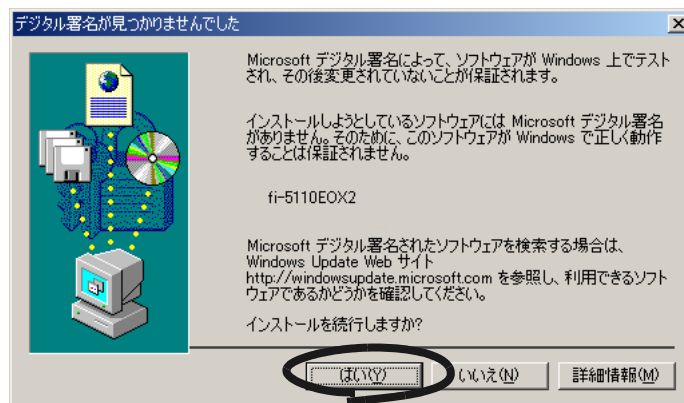 デジタル署名が見つかりませんでした
Microsoft デジタル署名によって、ソフトウェアが Windows 上でテスト
され、その後変更されていないことが保証されます。
インストールしようとしているソフトウェアには Microsoft デジタル署名
がありません。そのために、このソフトウェアが Windows で正しく動作
することは保証されません。
fi-5110EOX2
Microsoft デジタル署名されたソフトウェアを検索する場合は、
Windows Update Web サイト
http://windowsupdate.microsoft.com を参照し、利用できるソフト
ウェアであるかどうかを確認してください。
インストールを続行しますか?
はい(Y) いいえ(N) 詳細情報(M)